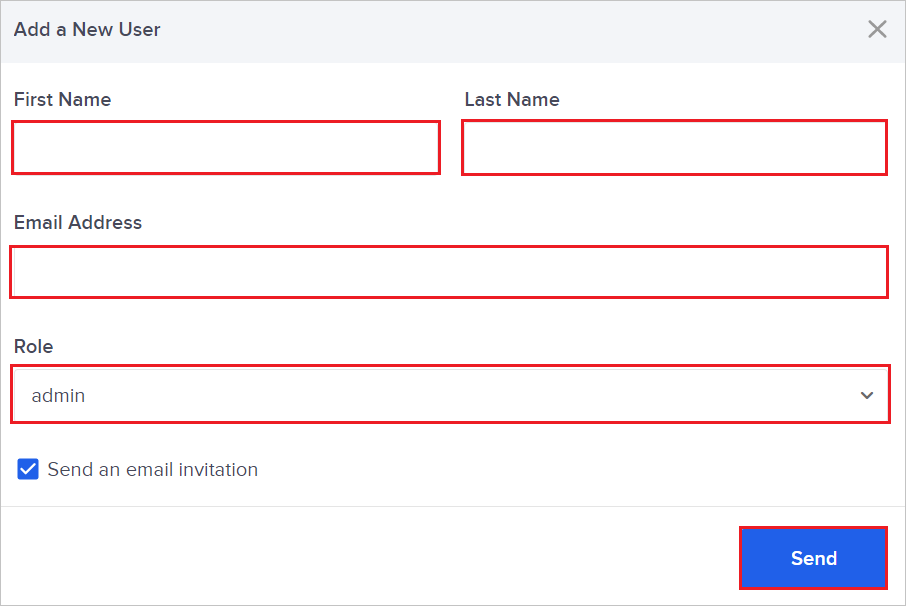 Add a New User
First Name
Last Name
Email Address
Role
admin
Send an email invitation
Send